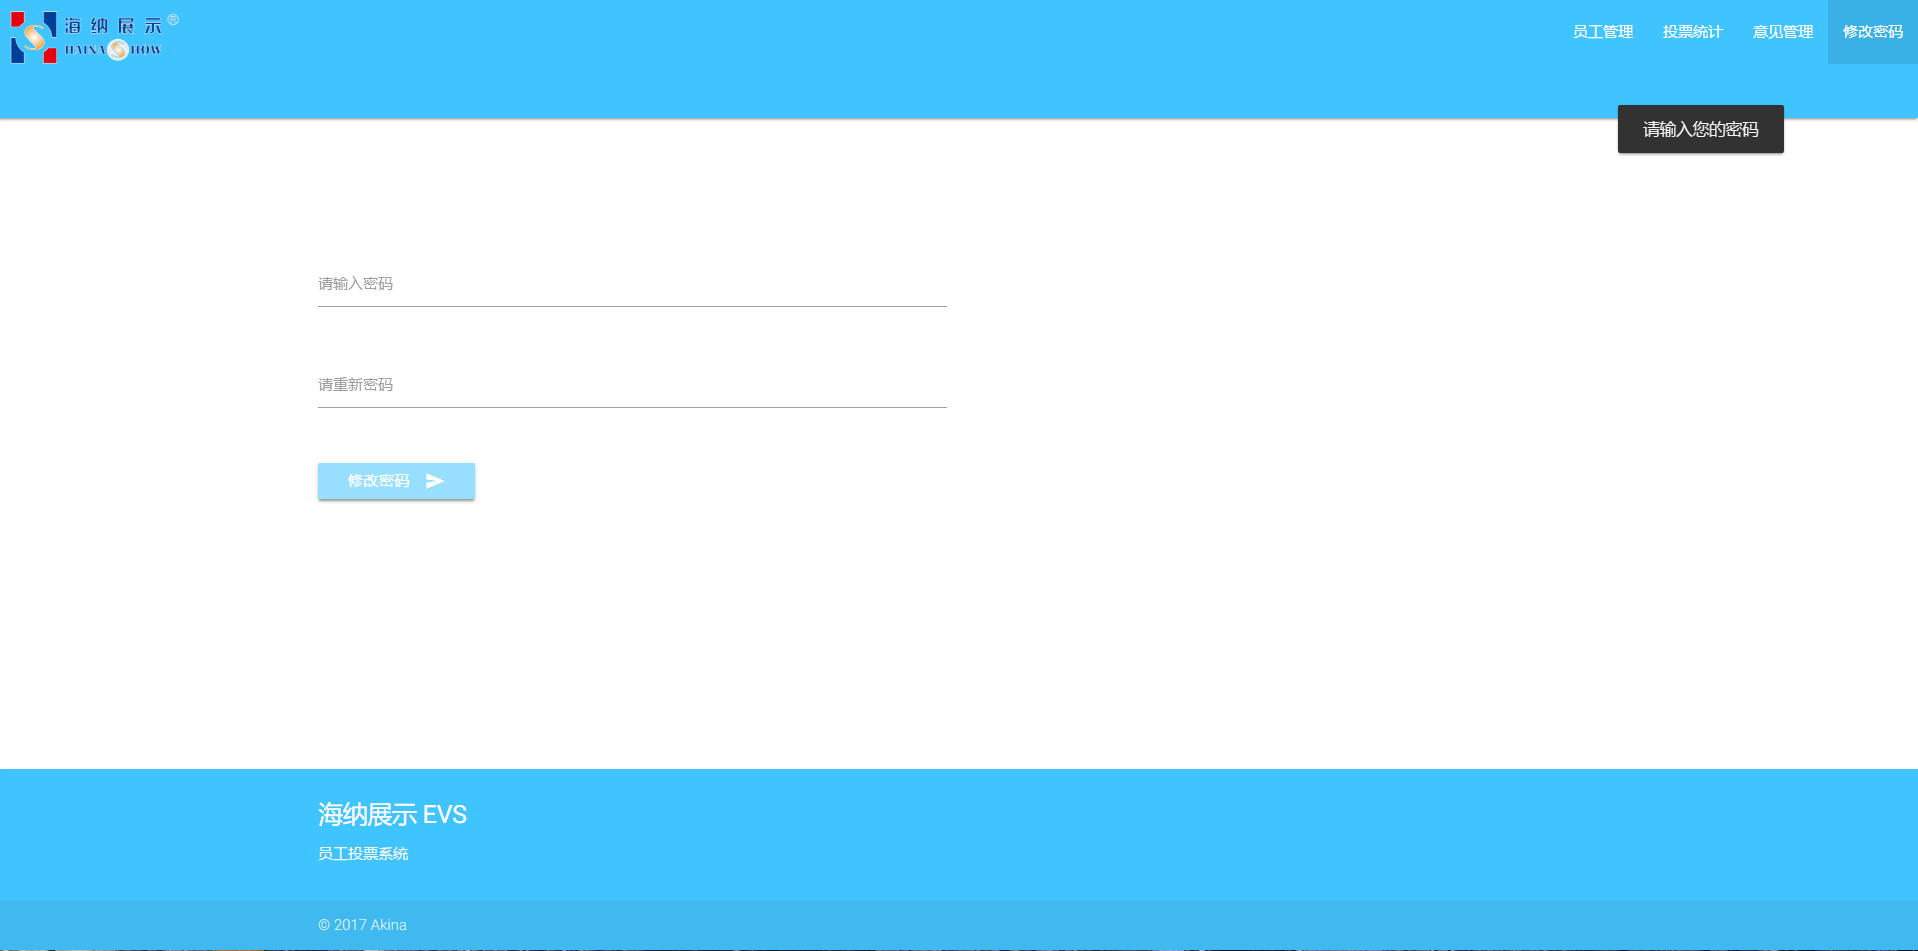 海纳展示®
HAINA SHOW
员工管理 投票统计 意见管理 修改密码
请输入您的密码
请输入密码
请重新密码
修改密码
海纳展示 EVS
员工投票系统
© 2017 Akina